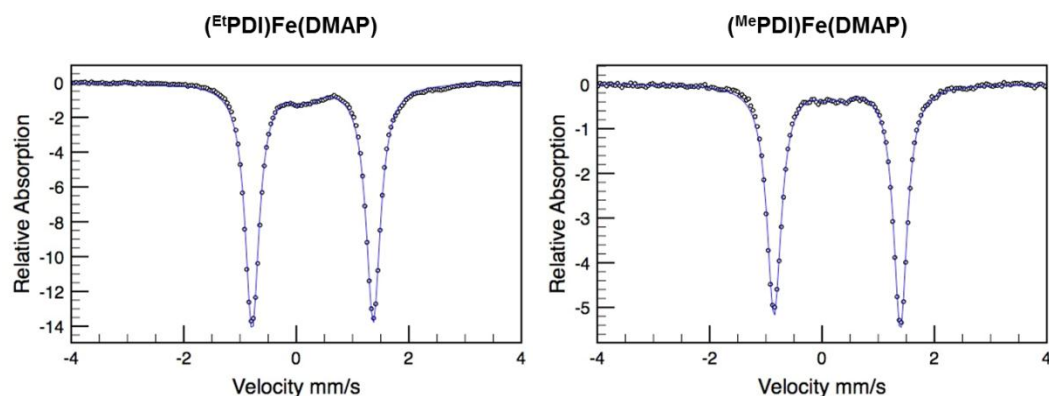 (ᴱᵗPDI)Fe(DMAP)
0
-2
-4
-6
-8
-10
-12
-14
Relative Absorption
-4 -2 0 2 4
Velocity mm/s
(ᴹᵉPDI)Fe(DMAP)
0
-1
-2
-3
-4
-5
Relative Absorption
-4 -2 0 2 4
Velocity mm/s